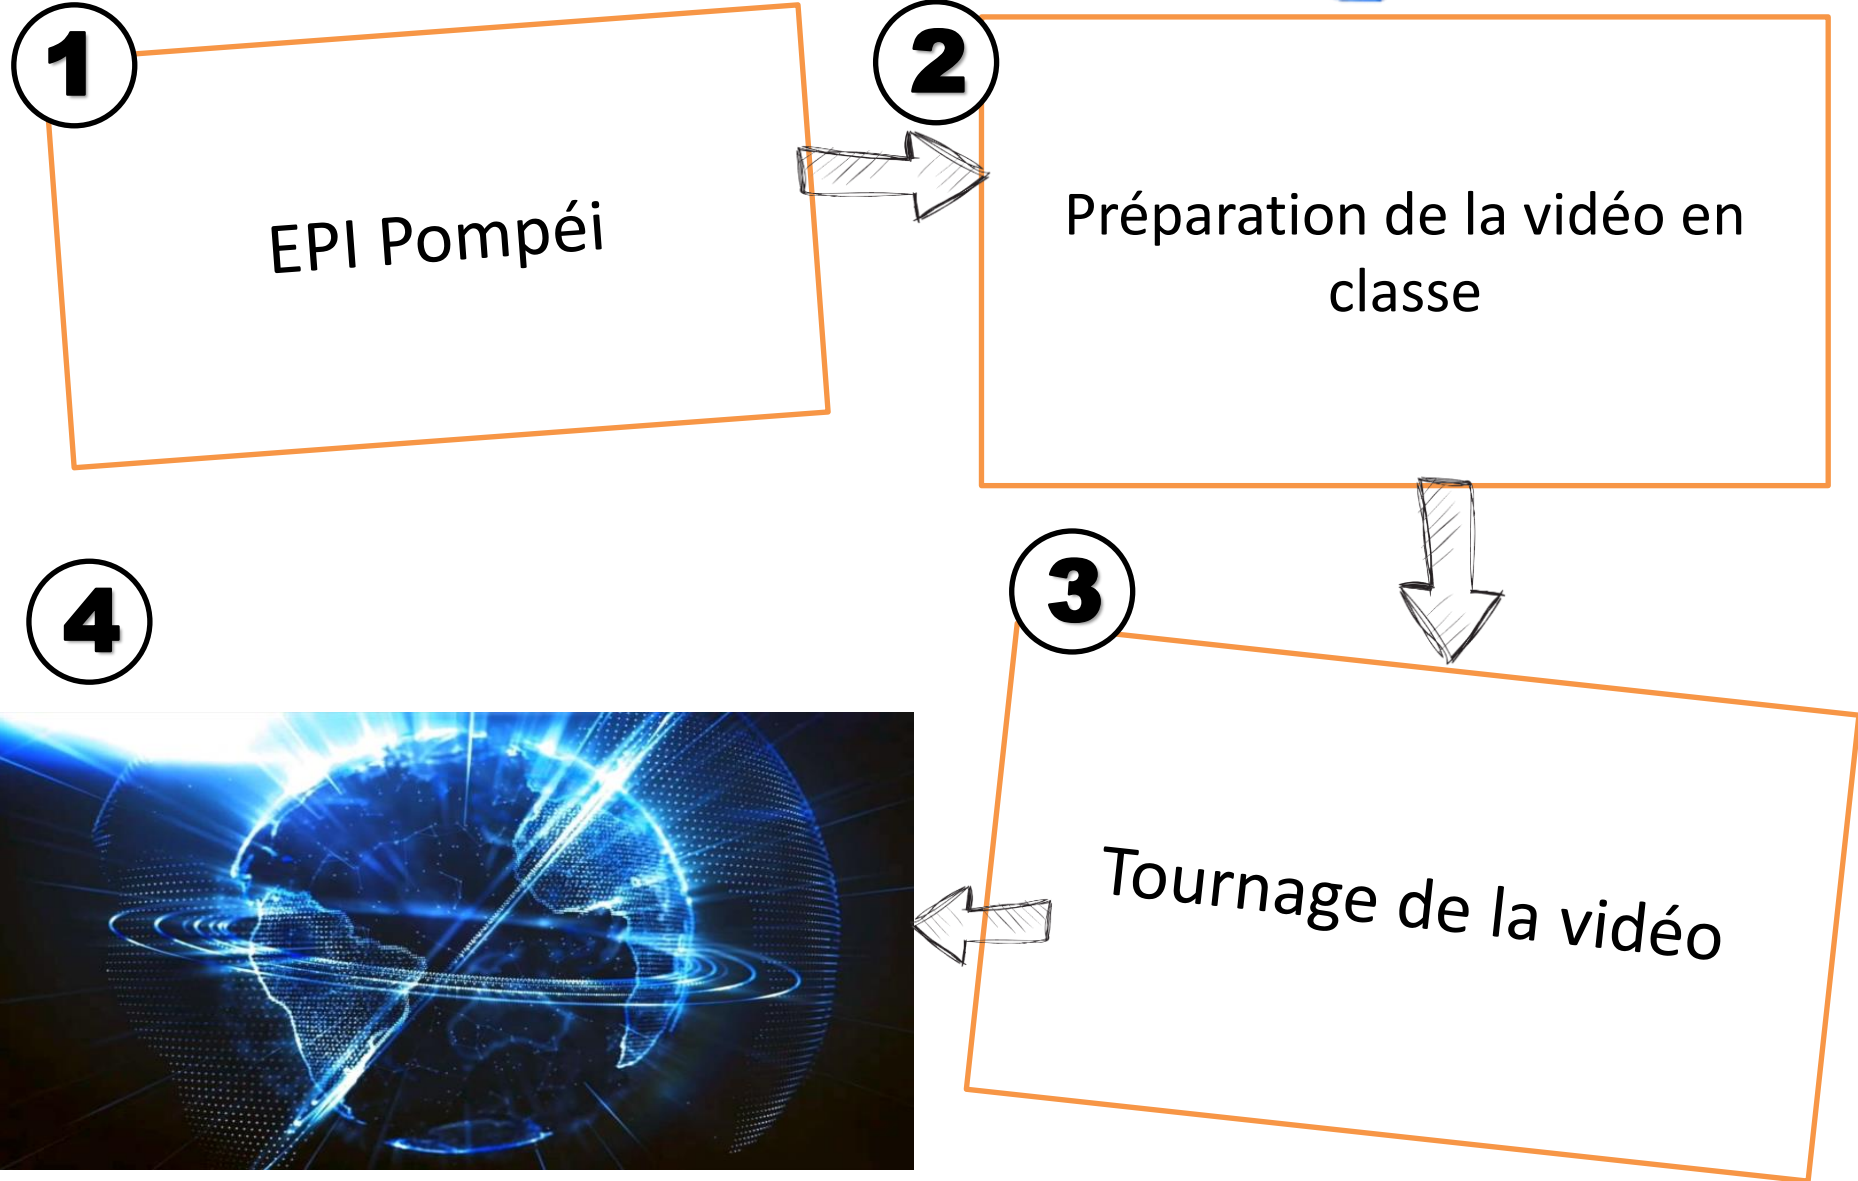 1
EPI Pompéi
2
Préparation de la vidéo en
classe
3
Tournage de la vidéo
4